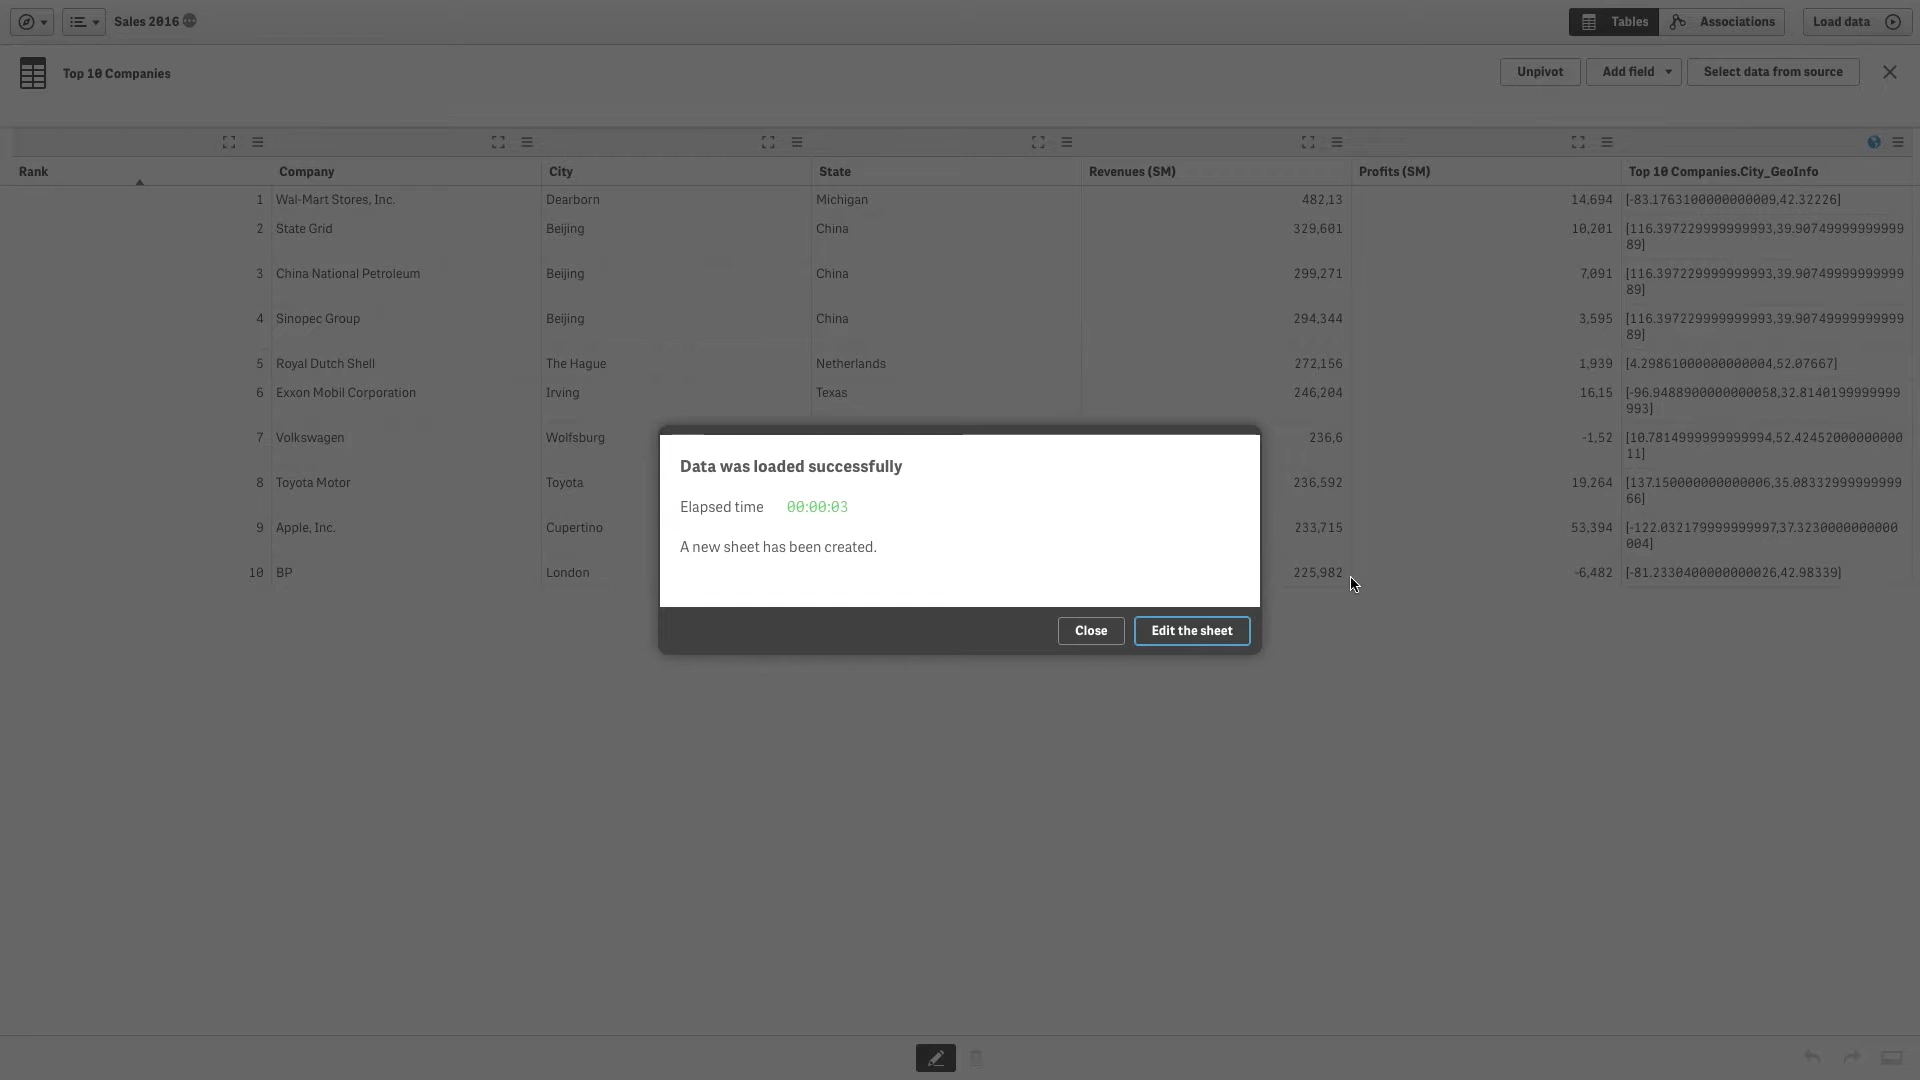 Sales 2016
Tables
Associations
Load data
Top 10 Companies
Unpivot
Add field
Select data from source
Rank Company City State Revenues (SM) Profits (SM) Top 10 Companies.City_GeoInfo
1 Wal-Mart Stores, Inc. Dearborn Michigan 482,13 14,694 [-83.1763100000000009,42.32226]
2 State Grid Beijing China 329,601 10,201 [116.397229999999993,39.90749999999999
89]
3 China National Petroleum Beijing China 299,271 7,091 [116.397229999999993,39.90749999999999
89]
4 Sinopec Group Beijing China 294,344 3,595 [116.397229999999993,39.90749999999999
89]
5 Royal Dutch Shell The Hague Netherlands 272,156 1,939 [4.29861000000000004,52.07667]
6 Exxon Mobil Corporation Irving Texas 246,204 16,15 [-96.9488900000000058,32.8140199999999
993]
7 Volkswagen Wolfsburg 236,6 -1,52 [10.7814999999999994,52.42452000000000
11]
8 Toyota Motor Toyota 236,592 19,264 [137.150000000000006,35.08332999999999
66]
9 Apple, Inc. Cupertino 233,715 53,394 [-122.032179999999997,37.3230000000000
004]
10 BP London 225,982 -6,482 [-81.2330400000000026,42.98339]
Data was loaded successfully
Elapsed time 00:00:03
A new sheet has been created.
Close
Edit the sheet